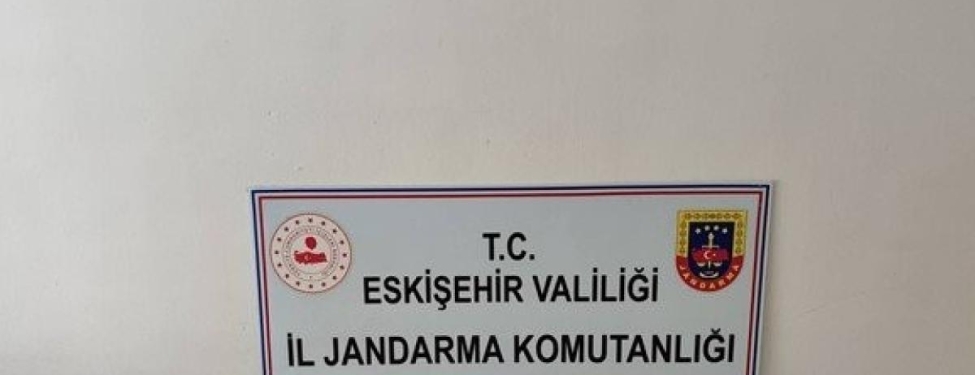 T.C.
ESKİŞEHİR VALİLİĞİ
İL JANDARMA KOMUTANLIĞI
JANDARMA